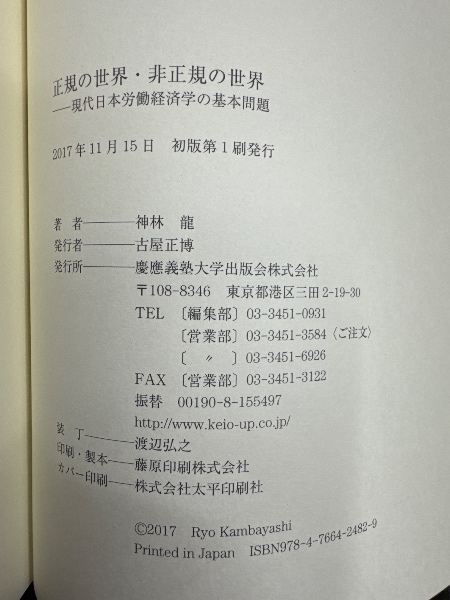 正規の世界・非正規の世界
──現代日本労働経済学の基本問題
2017年11月15日　初版第1刷発行
著　者────神林　龍
発行者────古屋正博
発行所────慶應義塾大学出版会株式会社
〒108-8346　東京都港区三田2-19-30
TEL　〔編集部〕03-3451-0931
〔営業部〕03-3451-3584〈ご注文〉
〔　〃　〕03-3451-6926
FAX　〔営業部〕03-3451-3122
振替　00190-8-155497
http://www.keio-up.co.jp/
装　丁────渡辺弘之
印刷・製本──藤原印刷株式会社
カバー印刷──株式会社太平印刷社
©2017　Ryo Kambayashi
Printed in Japan　ISBN978-4-7664-2482-9